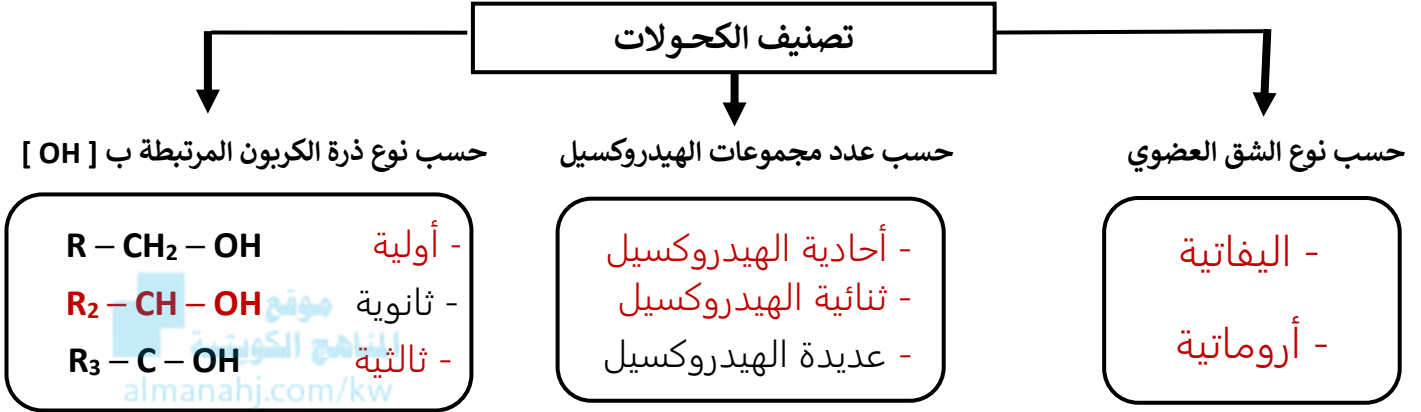 تصنيف الكحولات
حسب نوع الشق العضوي
- اليفاتية
- أروماتية
حسب عدد مجموعات الهيدروكسيل
- أحادية الهيدروكسيل
- ثنائية الهيدروكسيل
- عديدة الهيدروكسيل
حسب نوع ذرة الكربون المرتبطة ب [ OH ]
- أولية R – CH₂ – OH
- ثانوية R₂ – CH – OH
- ثالثية R₃ – C – OH
موقع
المناهج الكويتية
almanahj.com/kw